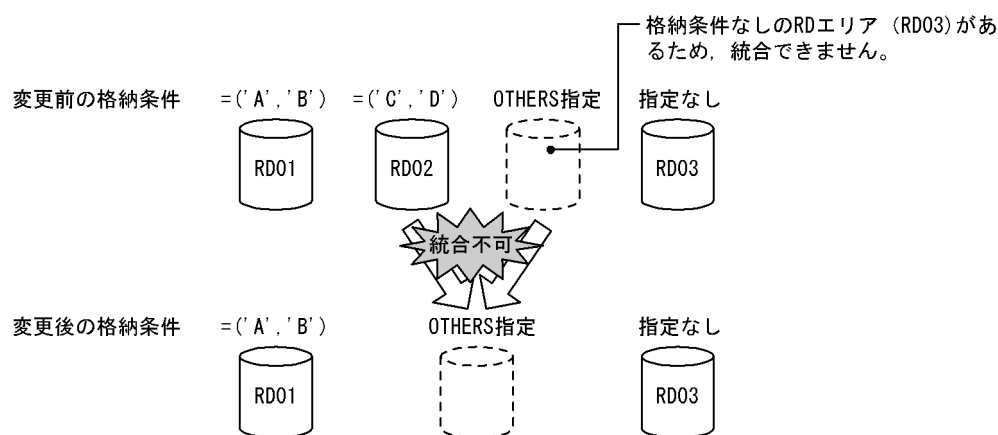 格納条件なしのRDエリア（RD03)があ
るため，統合できません。
変更前の格納条件 =('A','B') =('C','D') OTHERS指定 指定なし
RD01 RD02 RD03
統合不可
変更後の格納条件 =('A','B') OTHERS指定 指定なし
RD01 RD03